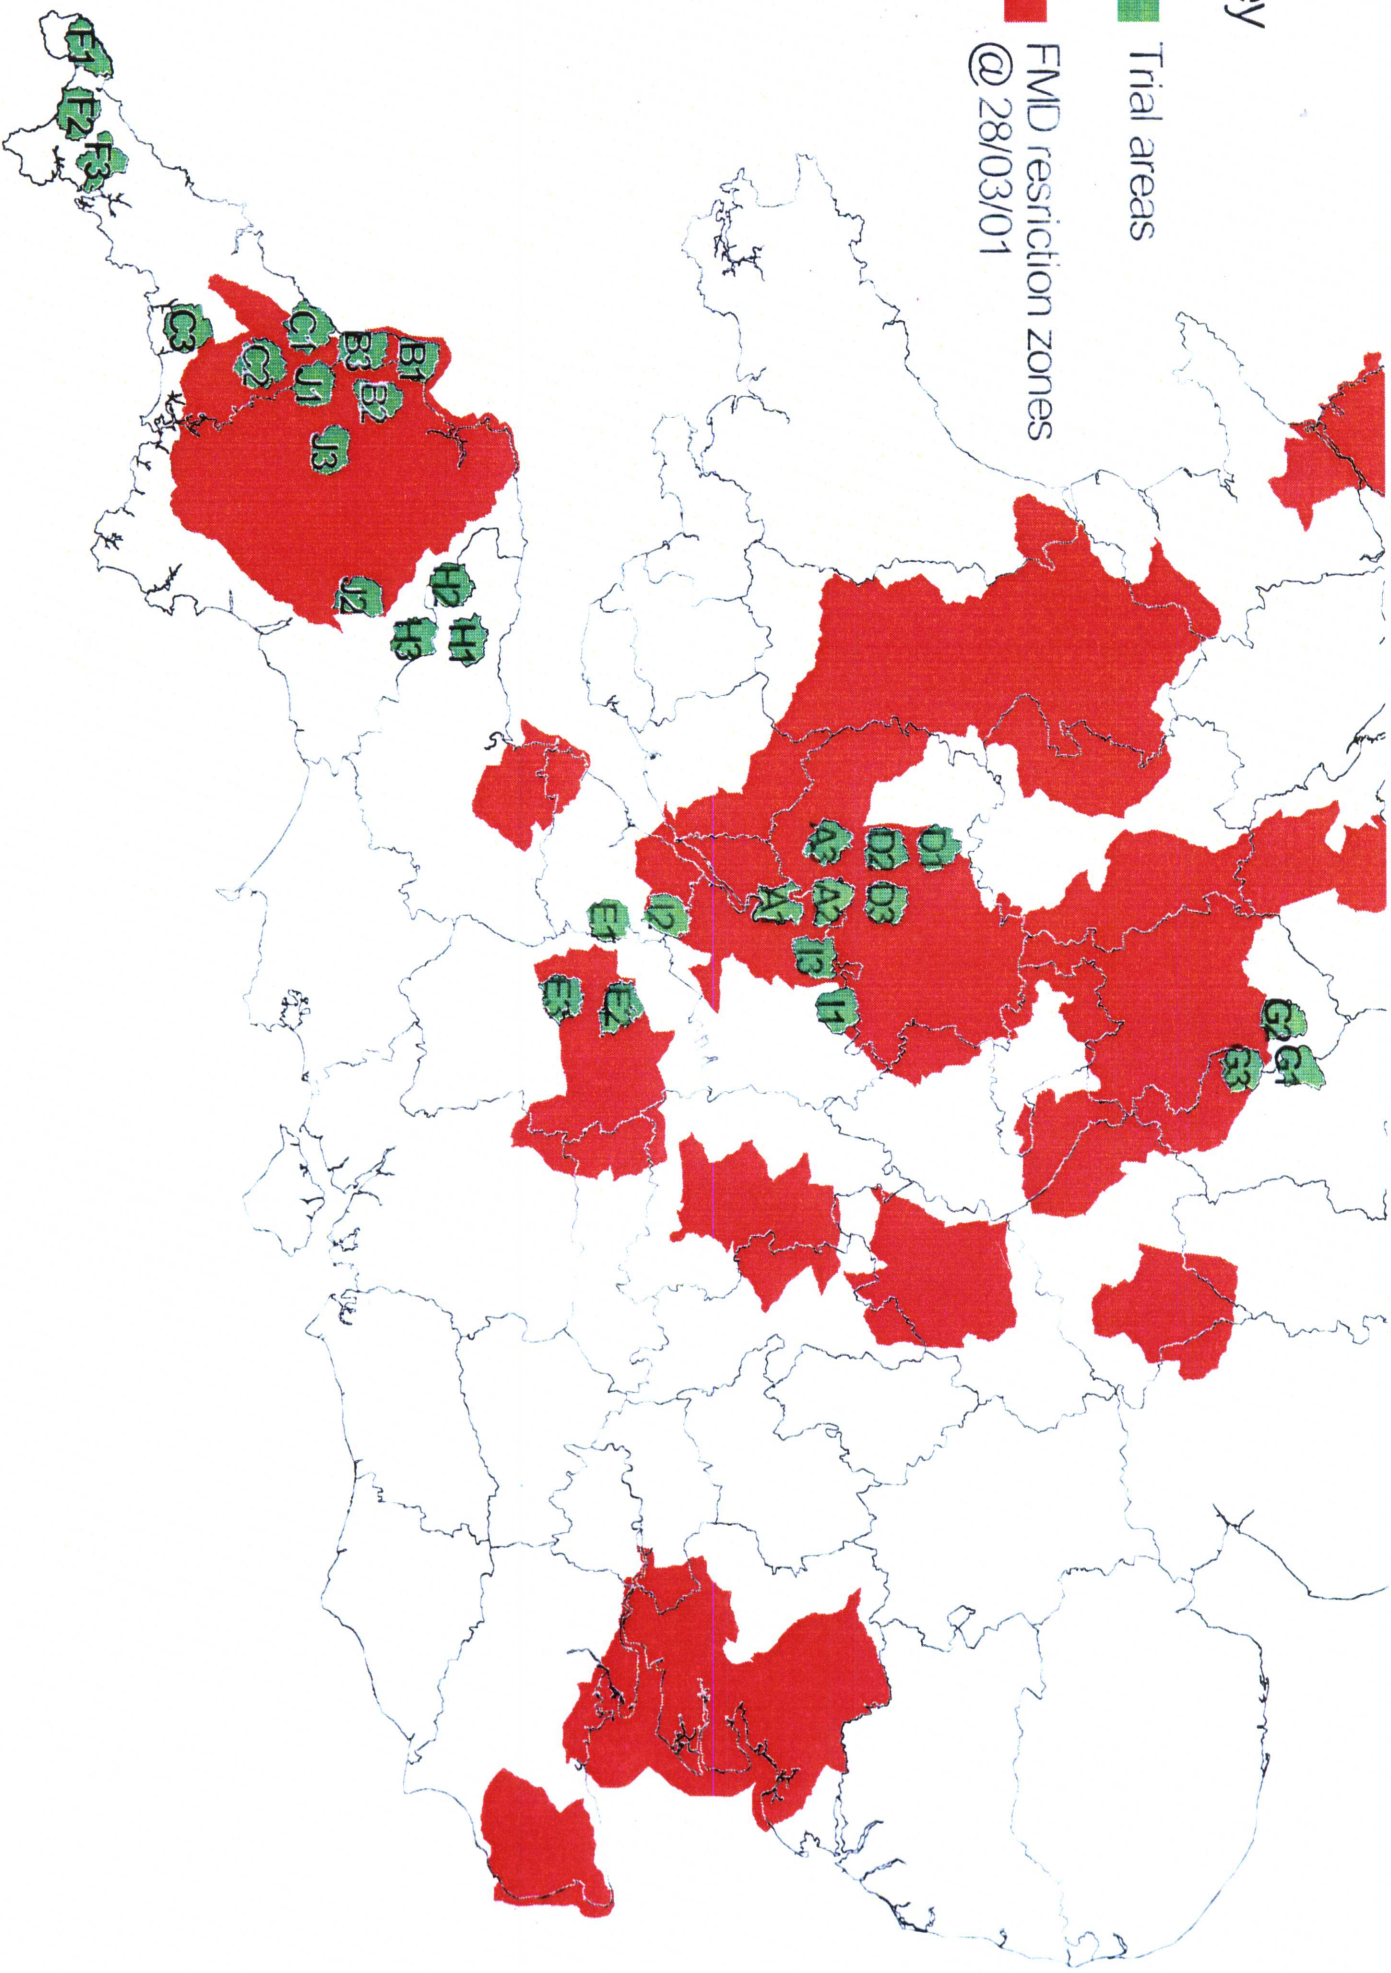 ey
Trial areas
FMD resriction zones
@ 28/03/01
G1
G2
G3
D1
D2
D3
A3
A2
A1
I3
I1
I2
E1
E2
E3
H1
H2
H3
B1
B3
B2
C1
J1
C2
J3
J2
C3
F1
F2
F3